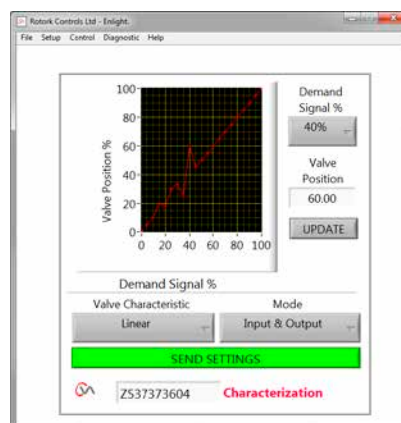 Rotork Controls Ltd - Enlight.
File Setup Control Diagnostic Help
Demand
Signal %
40%
Valve
Position
60.00
UPDATE
Valve Position %
100
80
60
40
20
0
0 20 40 60 80 100
Demand Signal %
Valve Characteristic Mode
Linear Input & Output
SEND SETTINGS
ZS37373604 Characterization